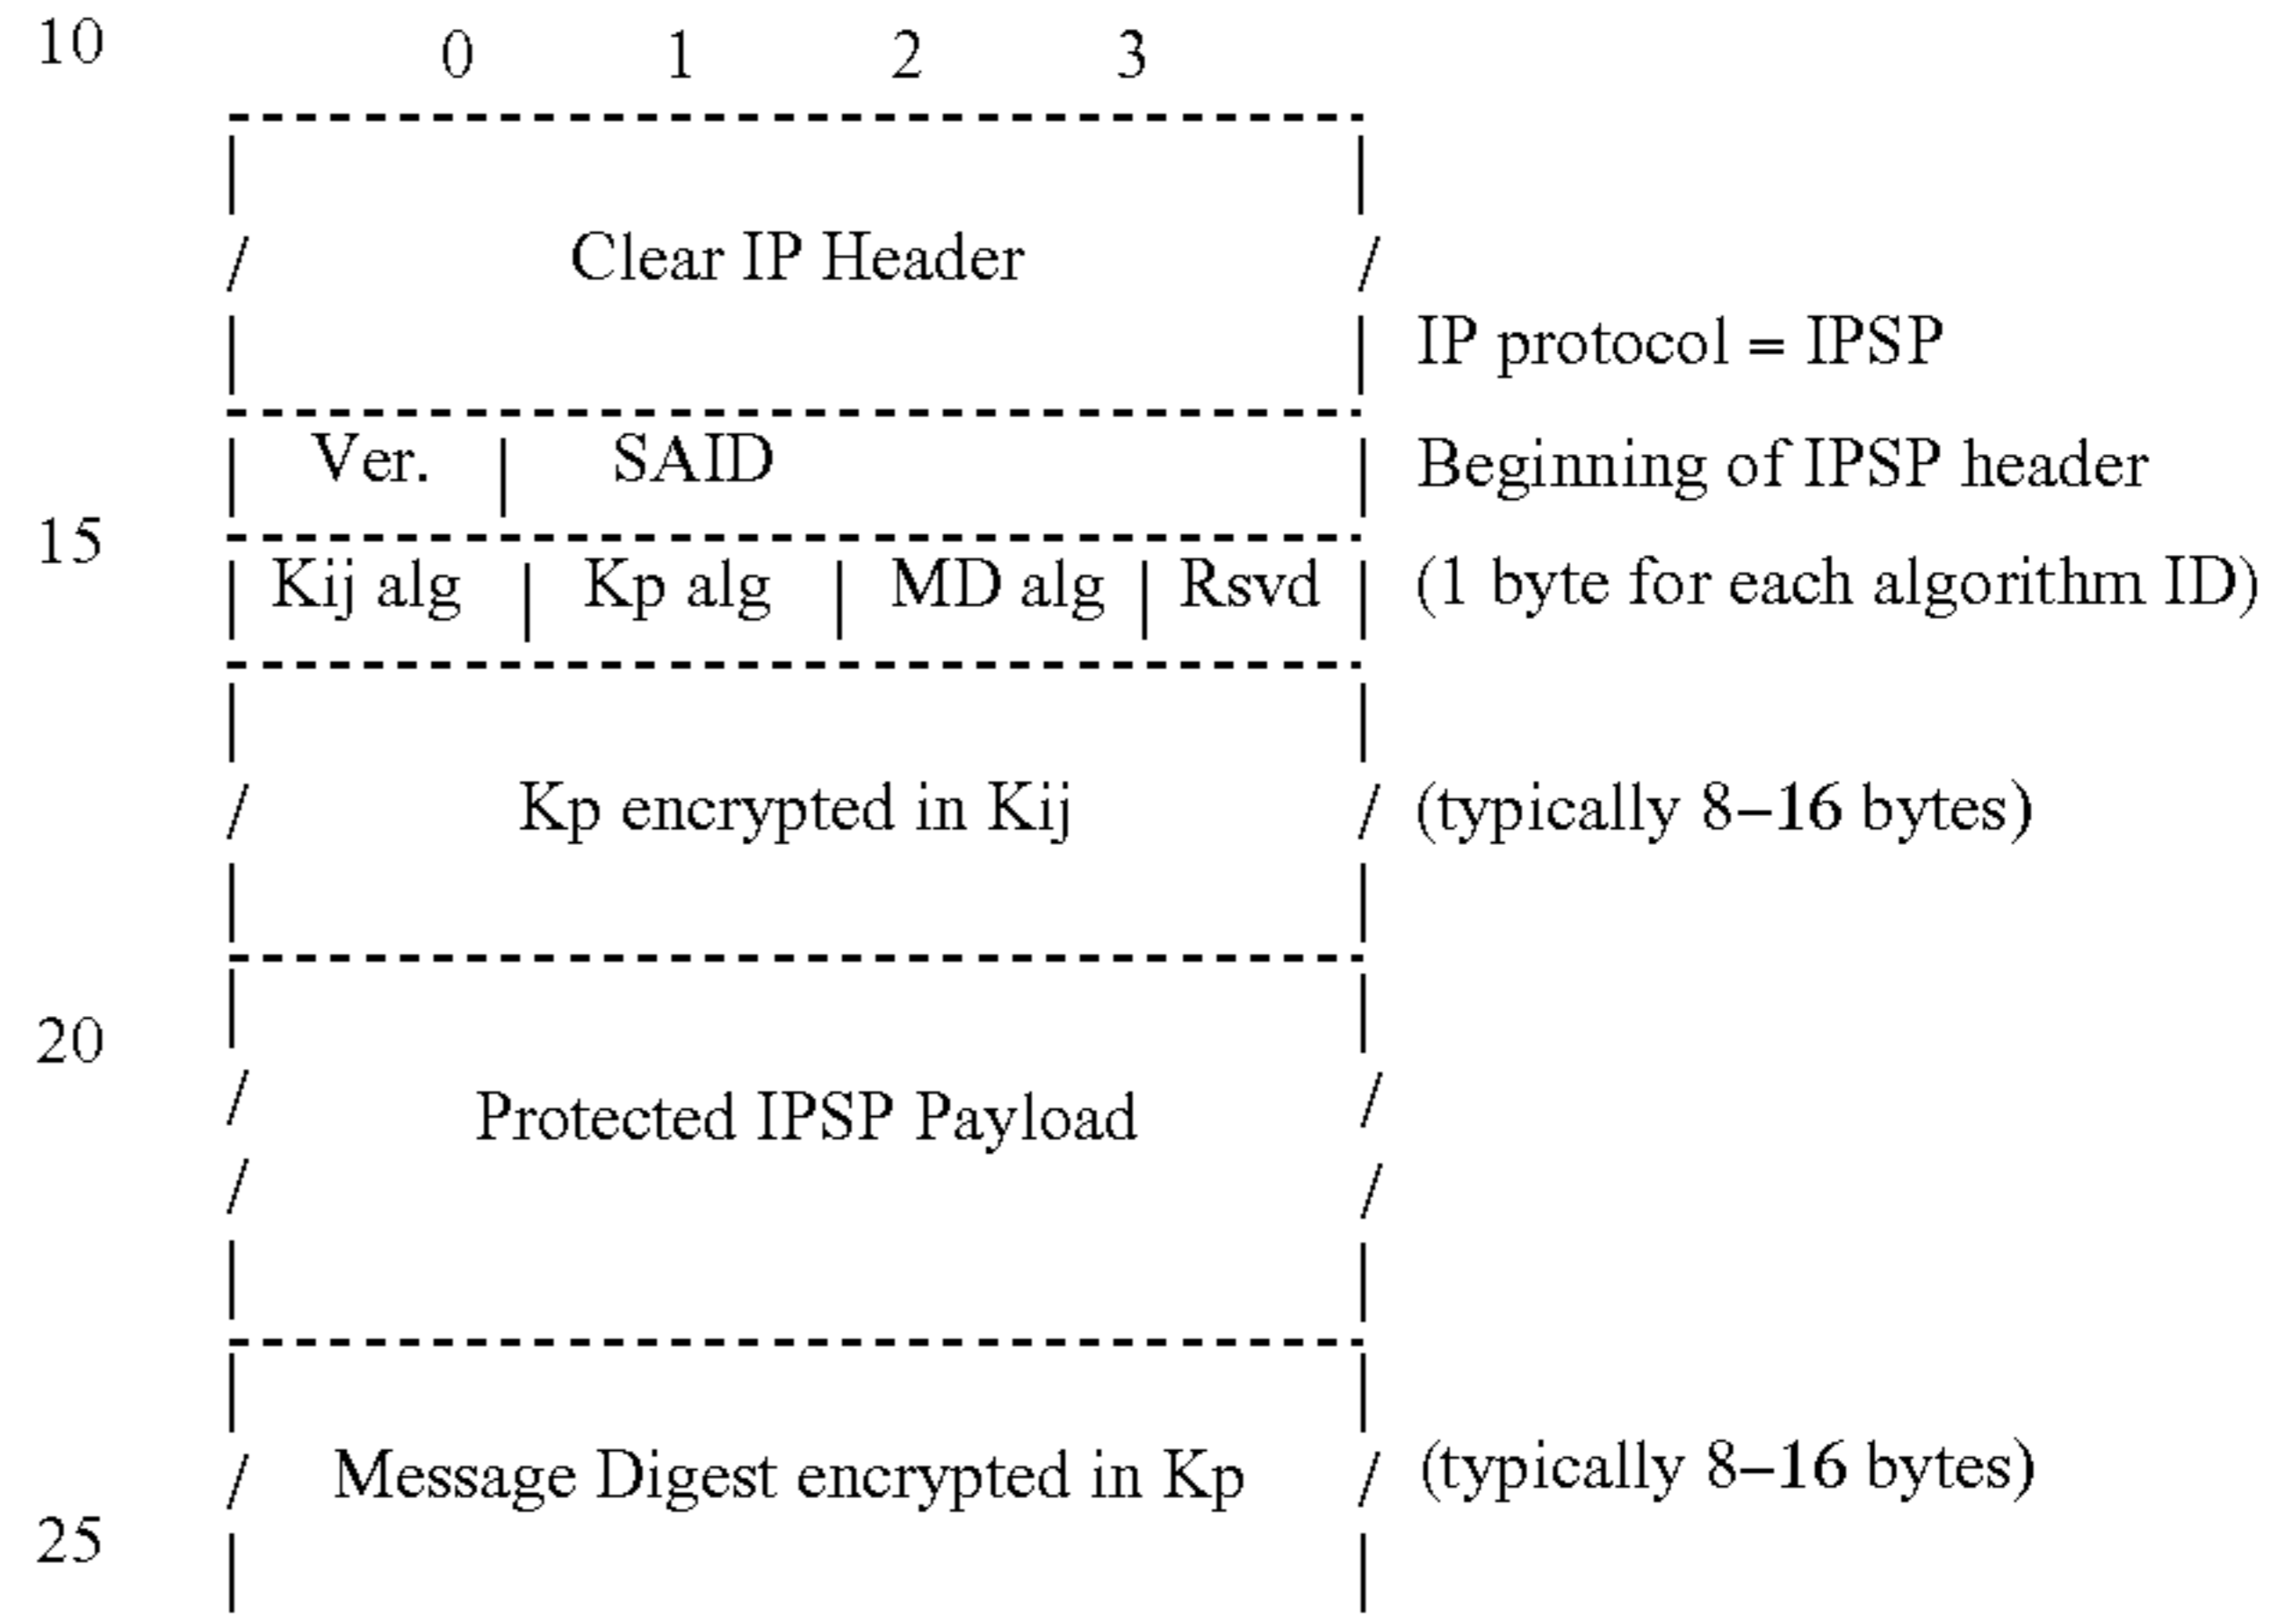 10 0 1 2 3
Clear IP Header
IP protocol = IPSP
Ver. | SAID | Beginning of IPSP header
15
Kij alg | Kp alg | MD alg | Rsvd | (1 byte for each algorithm ID)
Kp encrypted in Kij (typically 8–16 bytes)
20
Protected IPSP Payload
Message Digest encrypted in Kp (typically 8–16 bytes)
25